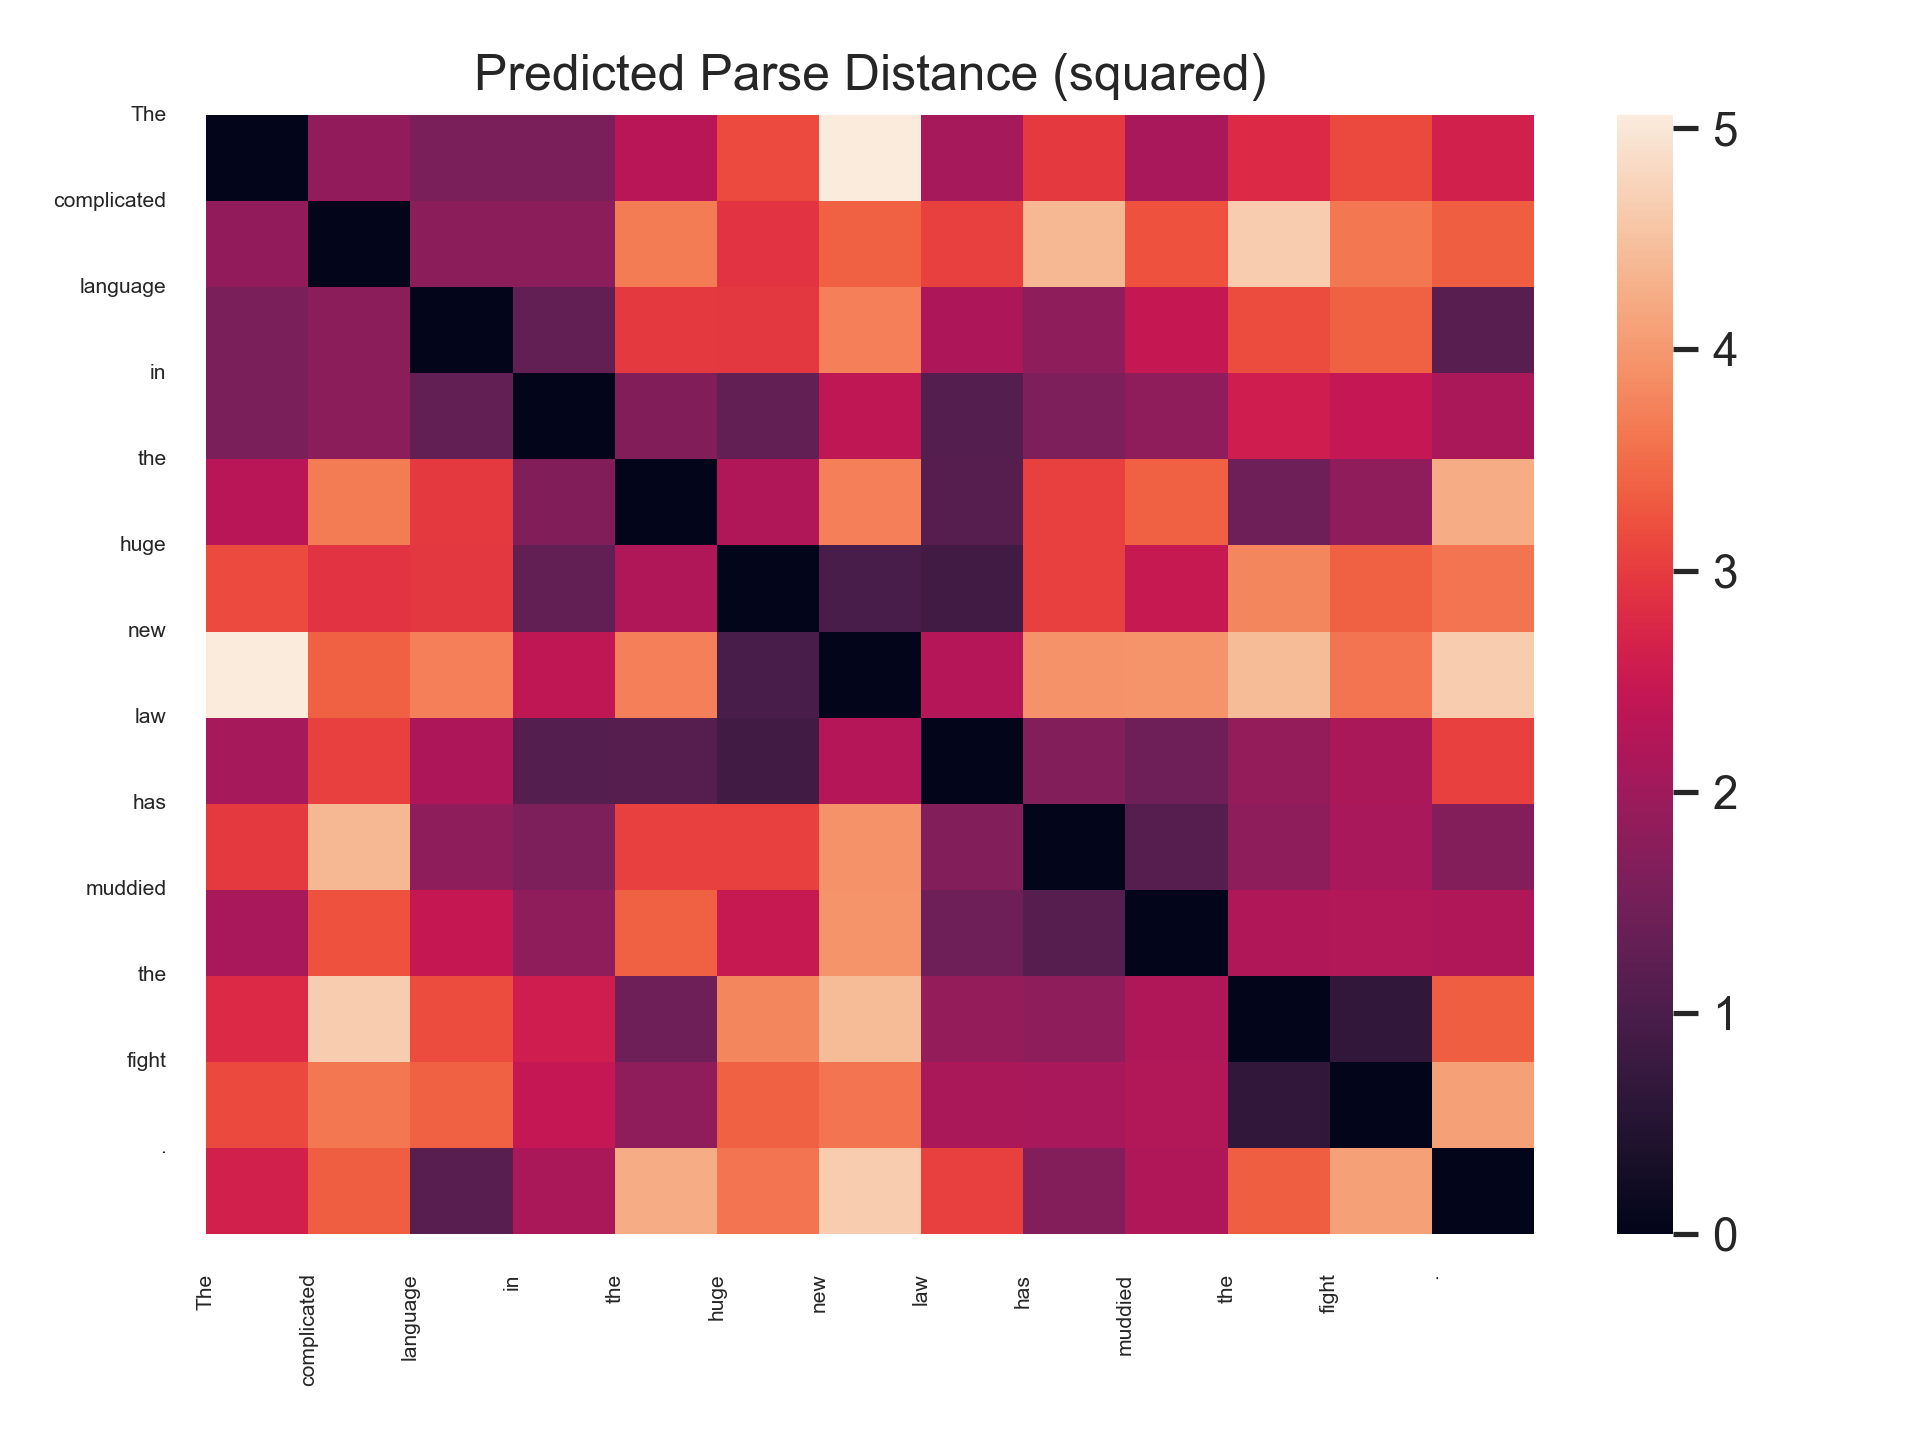 Predicted Parse Distance (squared)
The
complicated
language
in
the
huge
new
law
has
muddied
the
fight
.
5
4
3
2
1
0
The
complicated
language
in
the
huge
new
law
has
muddied
the
fight
.